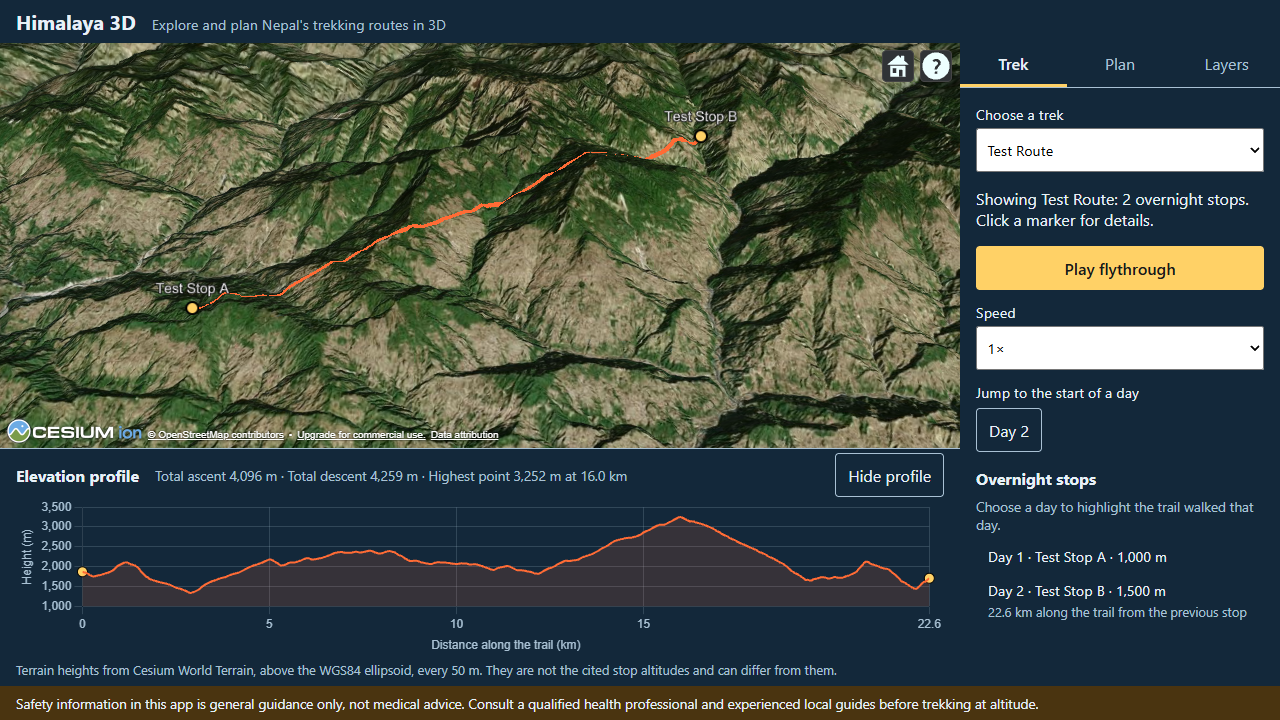 Himalaya 3D Explore and plan Nepal's trekking routes in 3D
Test Stop B
Test Stop A
CESIUM ion © OpenStreetMap contributors • Upgrade for commercial use. Data attribution
?
Trek Plan Layers
Choose a trek
Test Route
Showing Test Route: 2 overnight stops.
Click a marker for details.
Play flythrough
Speed
1×
Jump to the start of a day
Day 2
Overnight stops
Choose a day to highlight the trail walked that
day.
Day 1 · Test Stop A · 1,000 m
Day 2 · Test Stop B · 1,500 m
22.6 km along the trail from the previous stop
Elevation profile Total ascent 4,096 m · Total descent 4,259 m · Highest point 3,252 m at 16.0 km Hide profile
Height (m)
3,500
3,000
2,500
2,000
1,500
1,000
0 5 10 15 22.6
Distance along the trail (km)
Terrain heights from Cesium World Terrain, above the WGS84 ellipsoid, every 50 m. They are not the cited stop altitudes and can differ from them.
Safety information in this app is general guidance only, not medical advice. Consult a qualified health professional and experienced local guides before trekking at altitude.